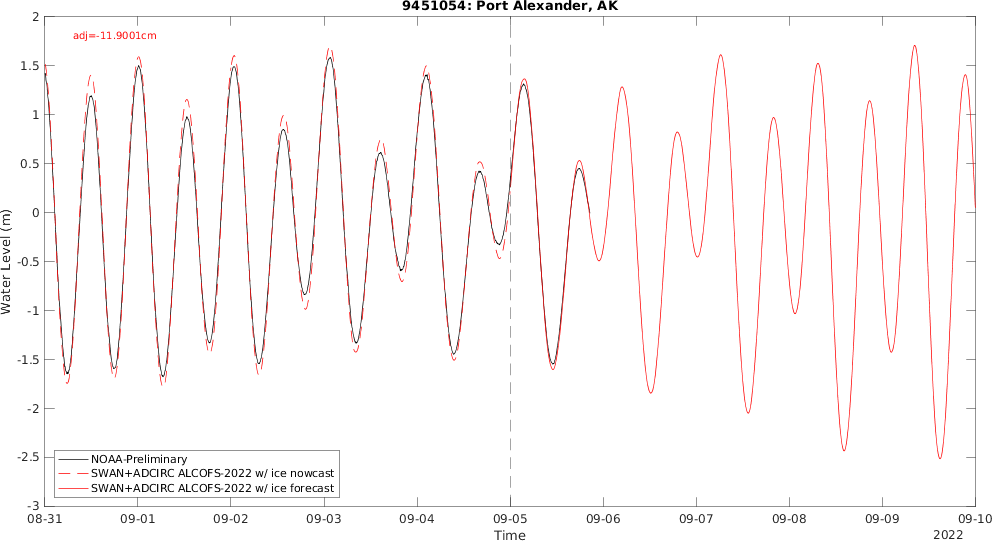 9451054: Port Alexander, AK
adj=-11.9001cm
Water Level (m)
2
1.5
1
0.5
0
-0.5
-1
-1.5
-2
-2.5
-3
NOAA-Preliminary
SWAN+ADCIRC ALCOFS-2022 w/ ice nowcast
SWAN+ADCIRC ALCOFS-2022 w/ ice forecast
08-31 09-01 09-02 09-03 09-04 09-05 09-06 09-07 09-08 09-09 09-10
Time
2022